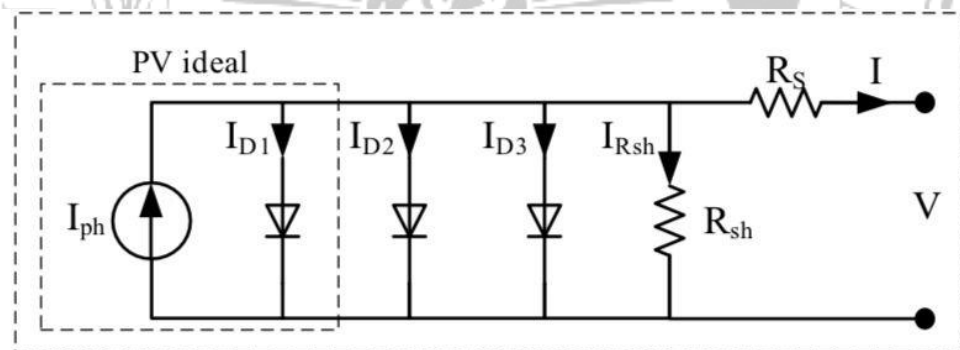 PV ideal
R_S I
I_D1 I_D2 I_D3 I_Rsh
I_ph R_sh V